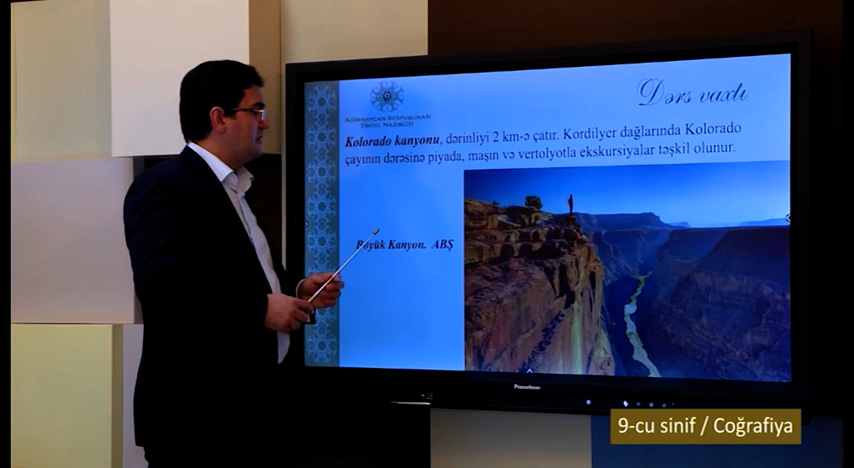 Dərs vaxtı
AZƏRBAYCAN RESPUBLİKASI
TƏHSİL NAZİRLİYİ
Kolorado kanyonu, dərinliyi 2 km-ə çatır. Kordilyer dağlarında Kolorado
çayının dərəsinə piyada, maşın və vertolyotla ekskursiyalar təşkil olunur.
Böyük Kanyon. ABŞ
Promethean
9-cu sinif / Coğrafiya